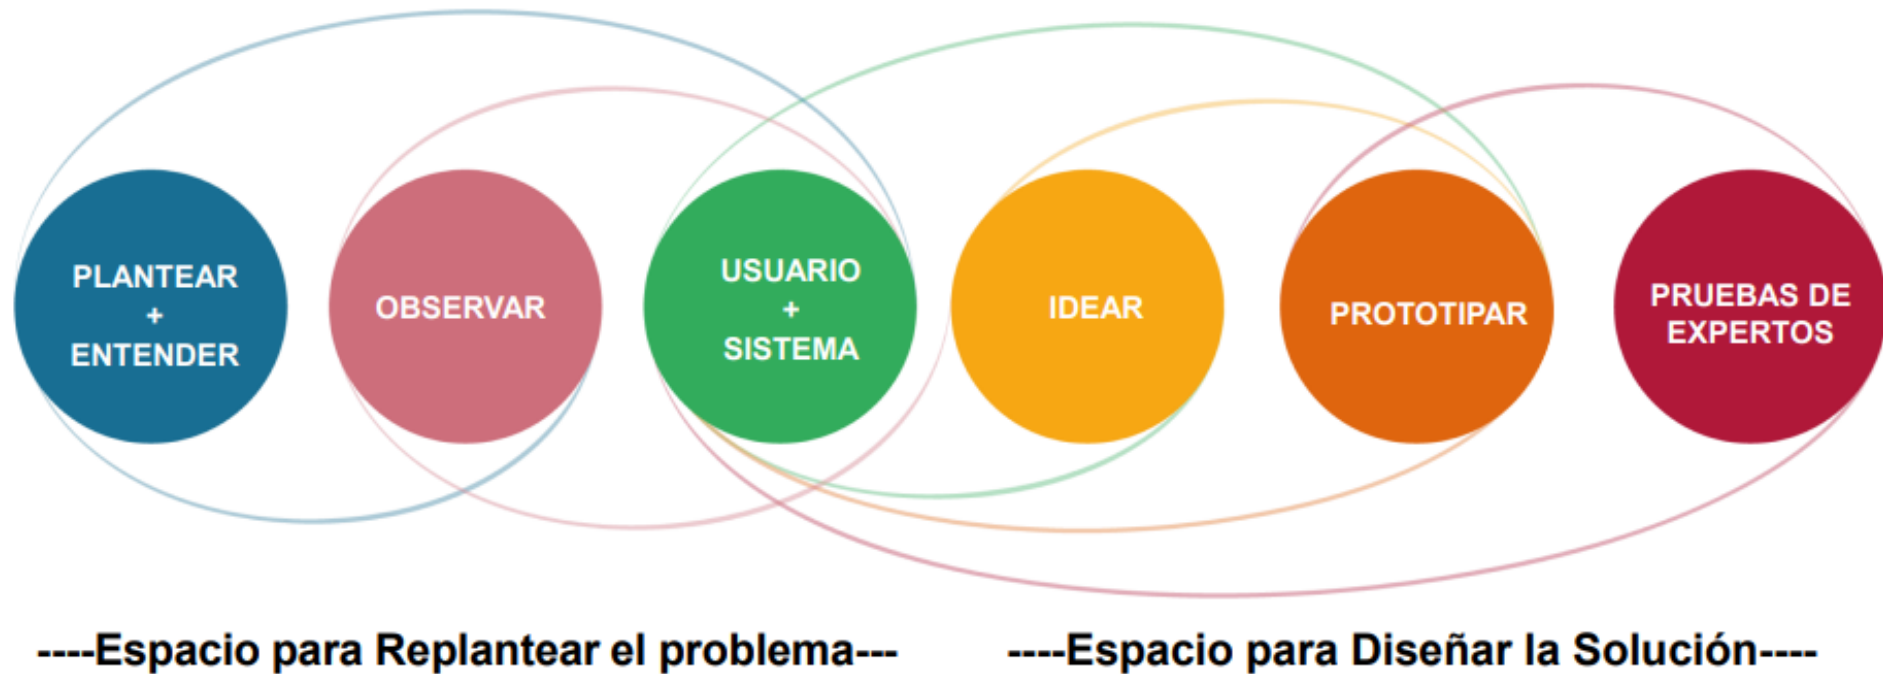 PLANTEAR
+
ENTENDER
OBSERVAR
USUARIO
+
SISTEMA
IDEAR
PROTOTIPAR
PRUEBAS DE
EXPERTOS
----Espacio para Replantear el problema---
----Espacio para Diseñar la Solución----